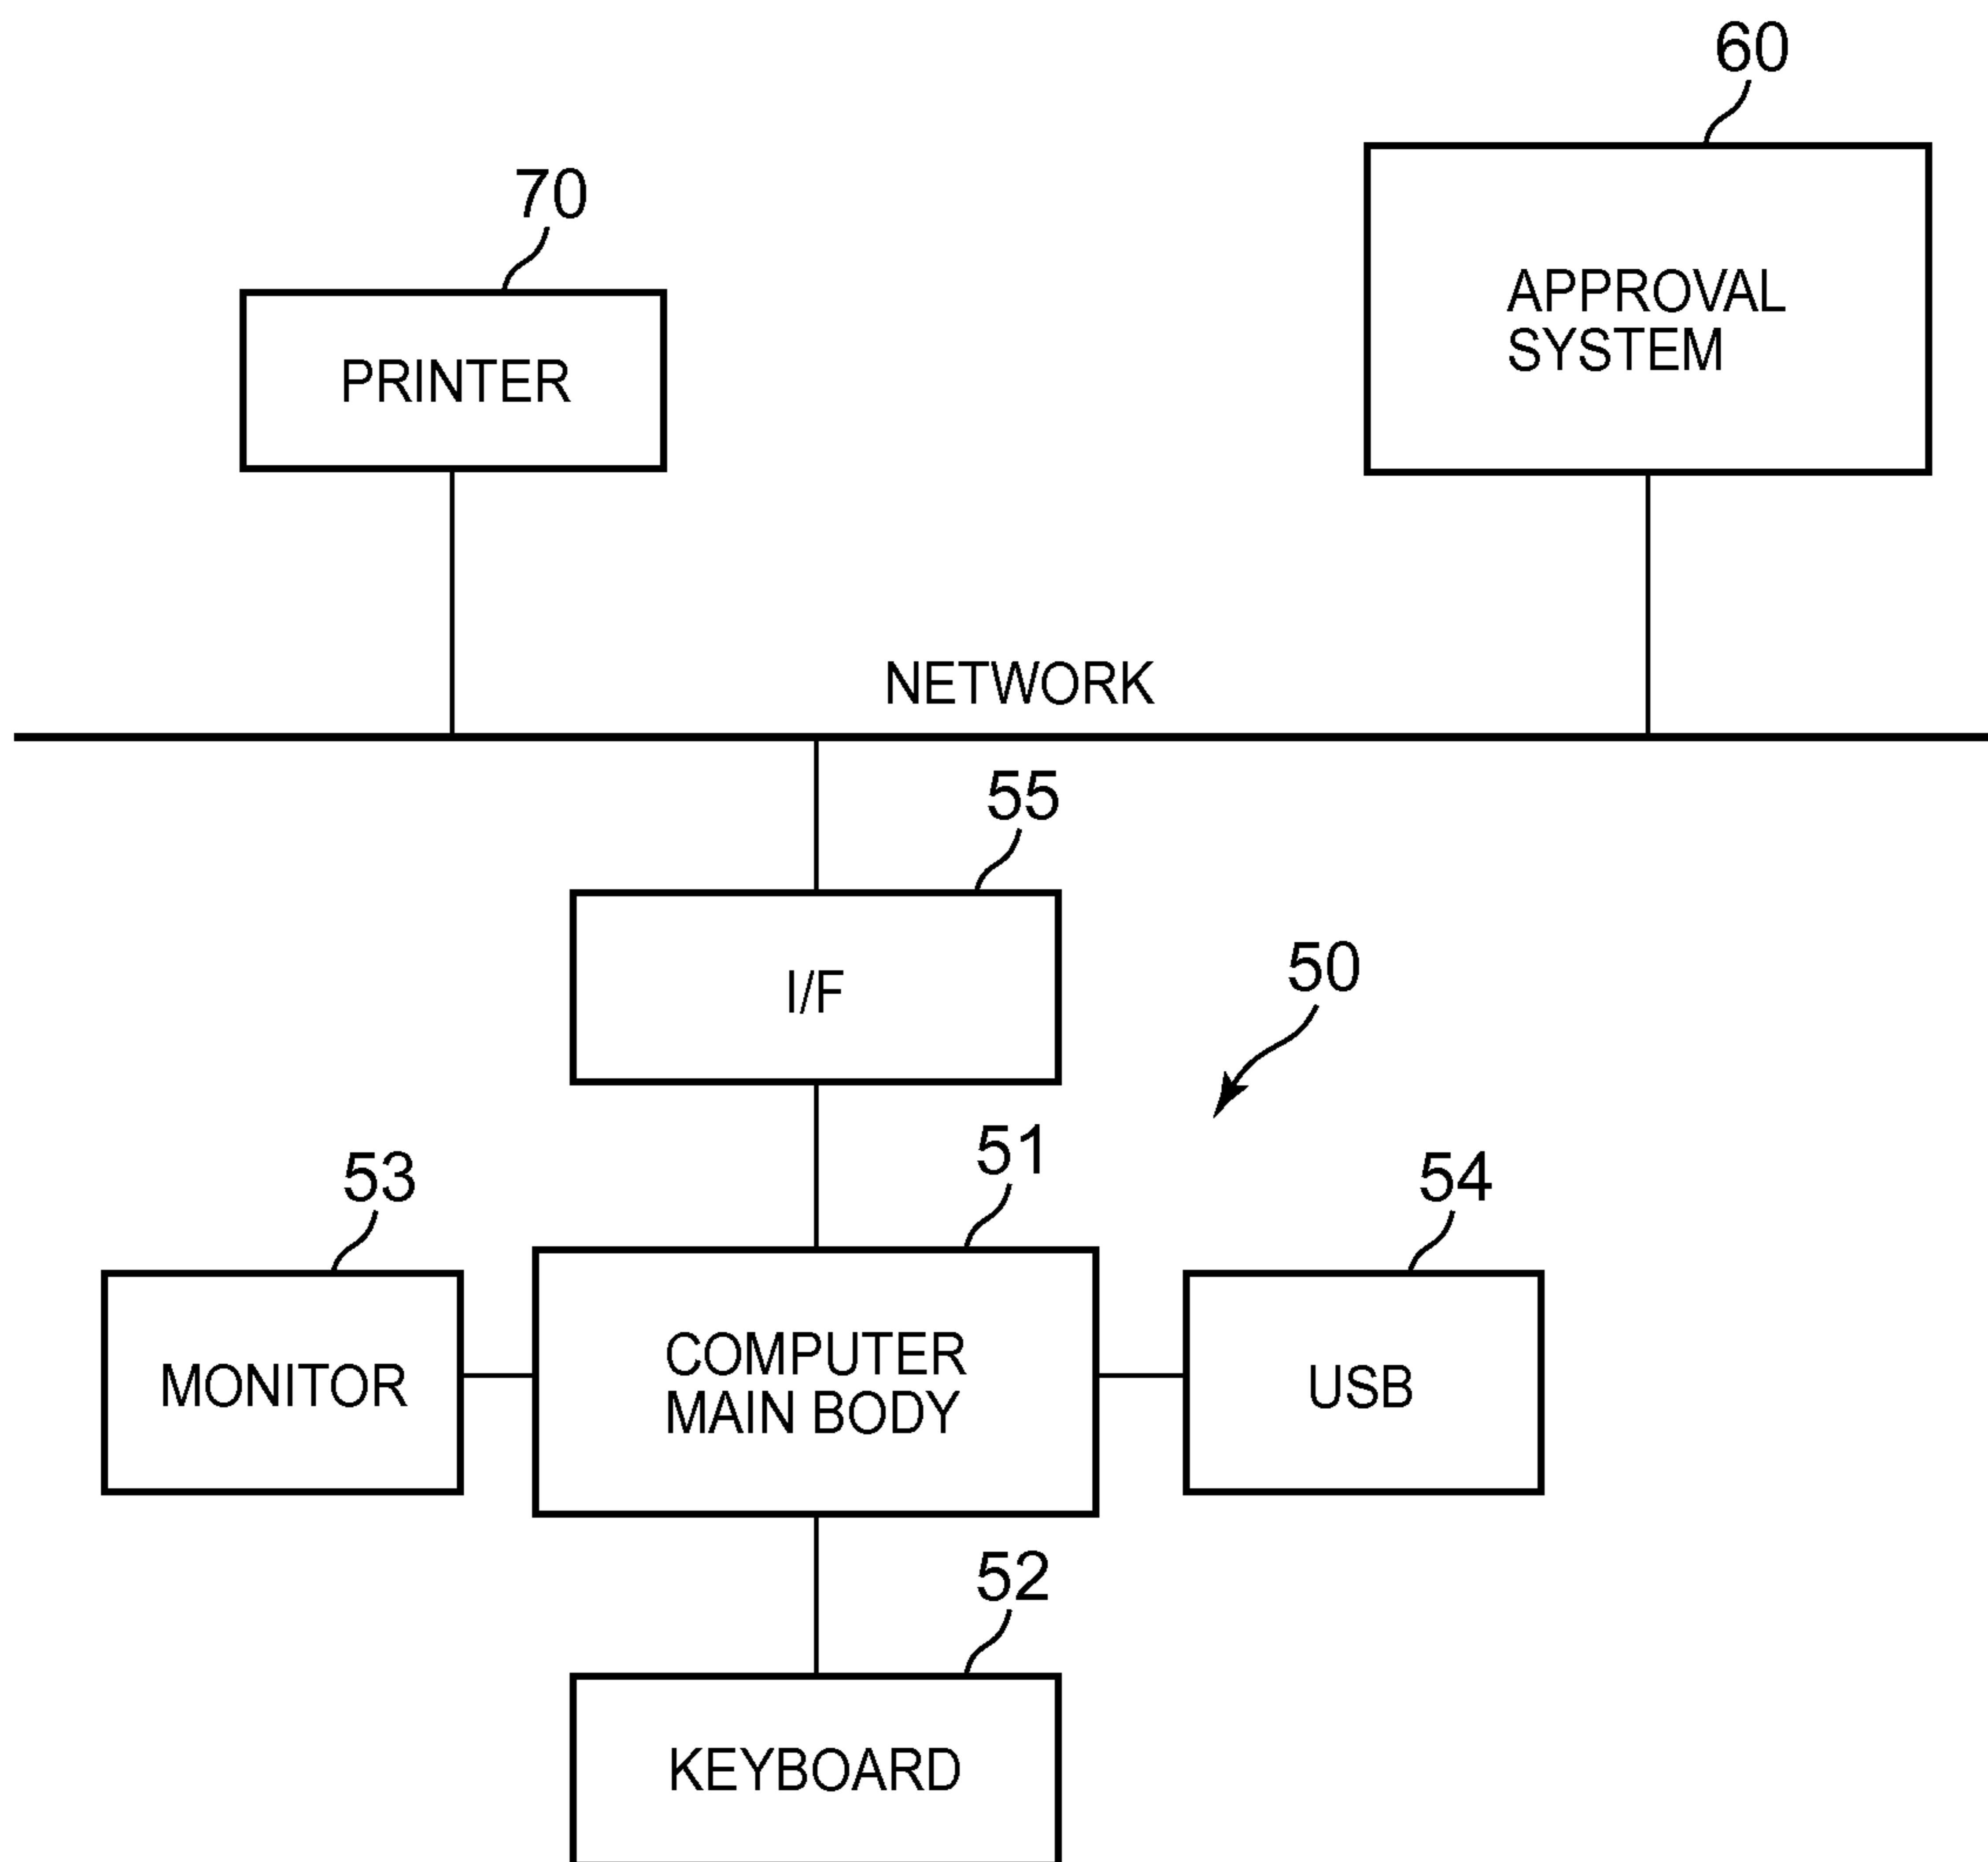 60
70
APPROVAL
SYSTEM
PRINTER
NETWORK
55
I/F
50
51
53
54
COMPUTER
MAIN BODY
MONITOR
USB
52
KEYBOARD